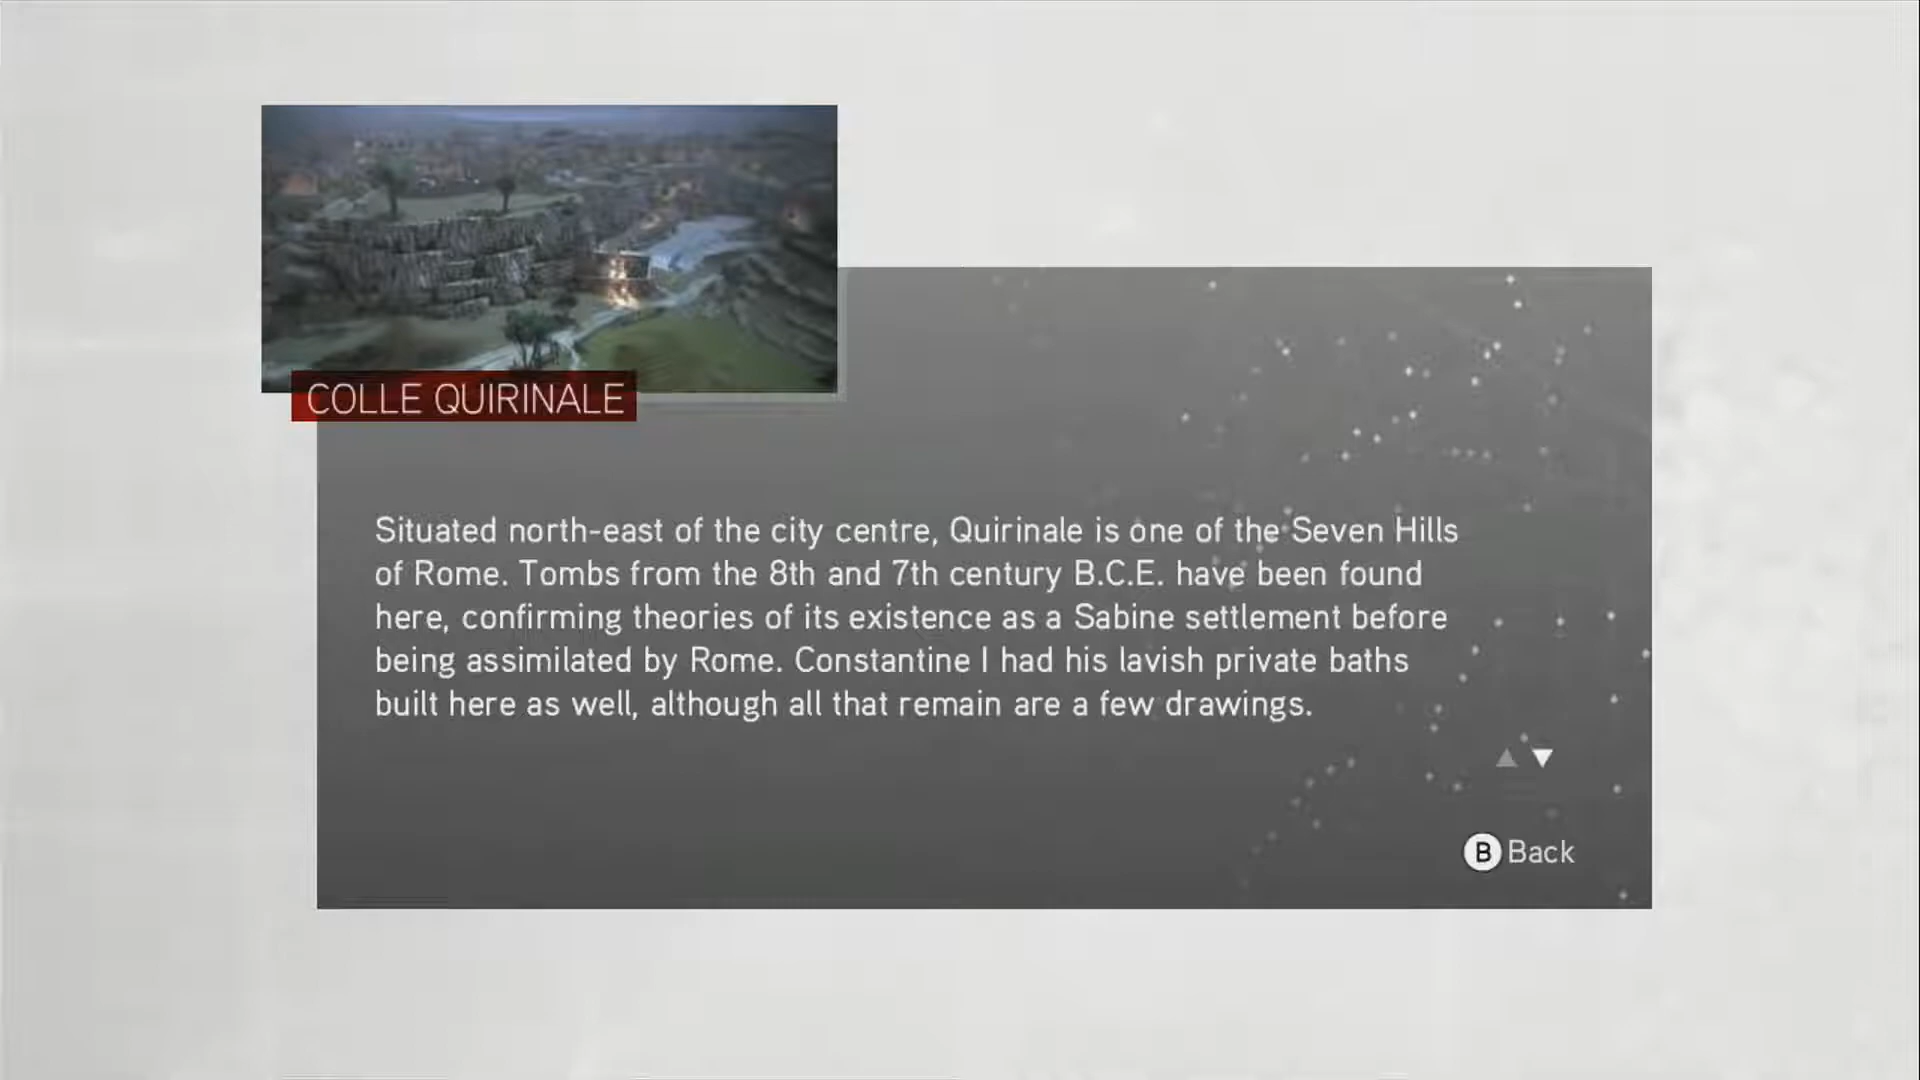 COLLE QUIRINALE
Situated north-east of the city centre, Quirinale is one of the Seven Hills
of Rome. Tombs from the 8th and 7th century B.C.E. have been found
here, confirming theories of its existence as a Sabine settlement before
being assimilated by Rome. Constantine I had his lavish private baths
built here as well, although all that remain are a few drawings.
B Back